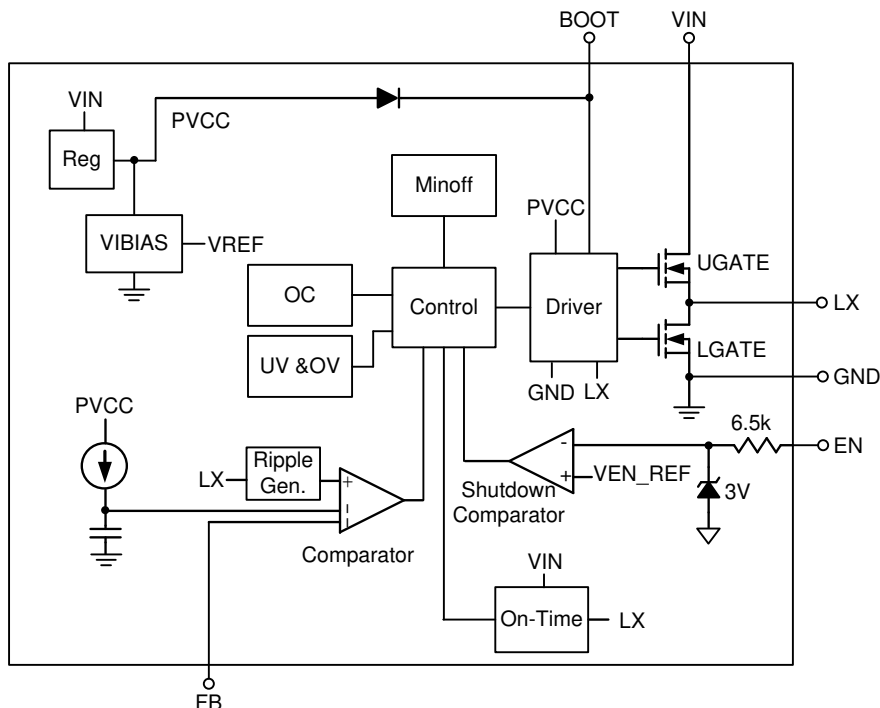 BOOT VIN
VIN
PVCC
Reg
Minoff
PVCC
VIBIAS
VREF
UGATE
OC
Control
Driver
LX
UV &OV
LGATE
GND LX
GND
PVCC
6.5k
EN
LX
Ripple
Gen.
+
-
+
VEN_REF
3V
Shutdown
Comparator
Comparator
VIN
On-Time
LX
FB